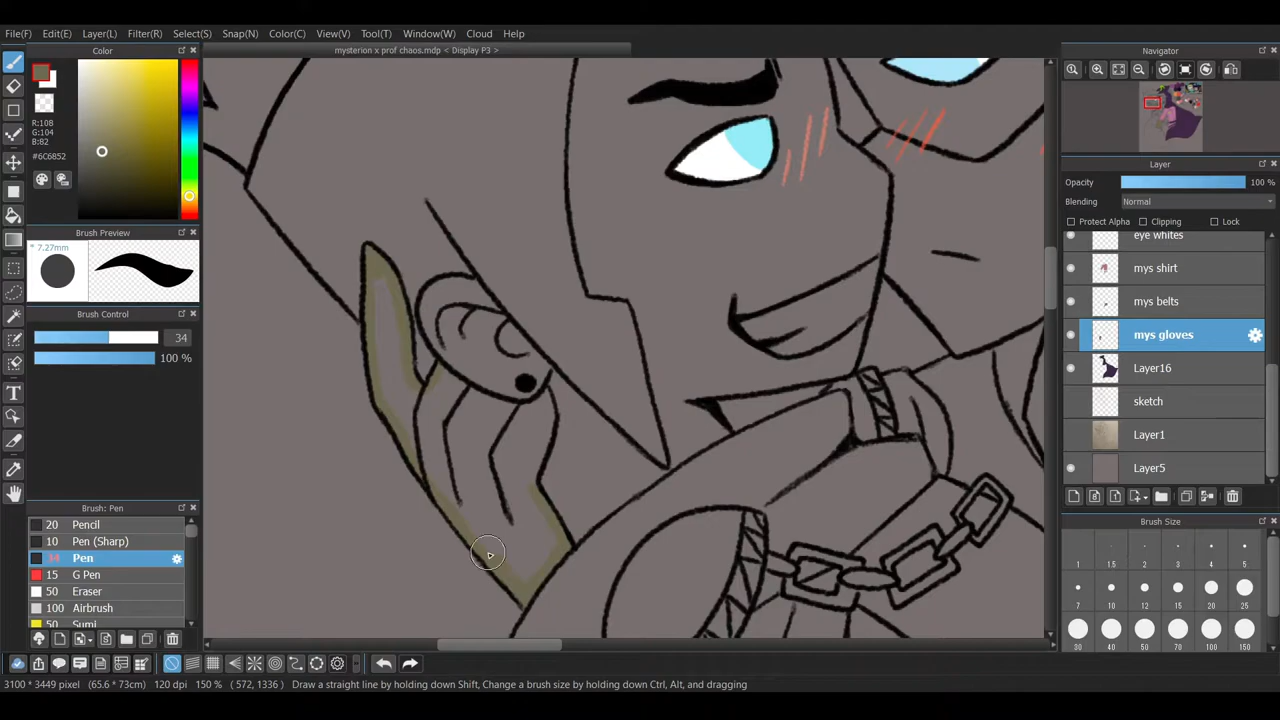 File(F) Edit(E) Layer(L) Filter(R) Select(S) Snap(N) Color(C) View(V) Tool(T) Window(W) Cloud Help
Color
mysterion x prof chaos.mdp < Display P3 >
Navigator
R:108
G:104
B:82
#6C6852
Brush Preview
* 7.27mm
Brush Control
34
100 %
Brush: Pen
20 Pencil
10 Pen (Sharp)
34 Pen
15 G Pen
50 Eraser
100 Airbrush
50 Sumi
Layer
Opacity 100 %
Blending Normal
Protect Alpha Clipping Lock
eye whites
mys shirt
mys belts
mys gloves
Layer16
sketch
Layer1
Layer5
Brush Size
1 1.5 2 3 4 5
7 10 12 15 20 25
30 40 50 70 100 150
3100 * 3449 pixel (65.6 * 73cm) 120 dpi 150 % ( 572, 1336 ) Draw a straight line by holding down Shift, Change a brush size by holding down Ctrl, Alt, and dragging